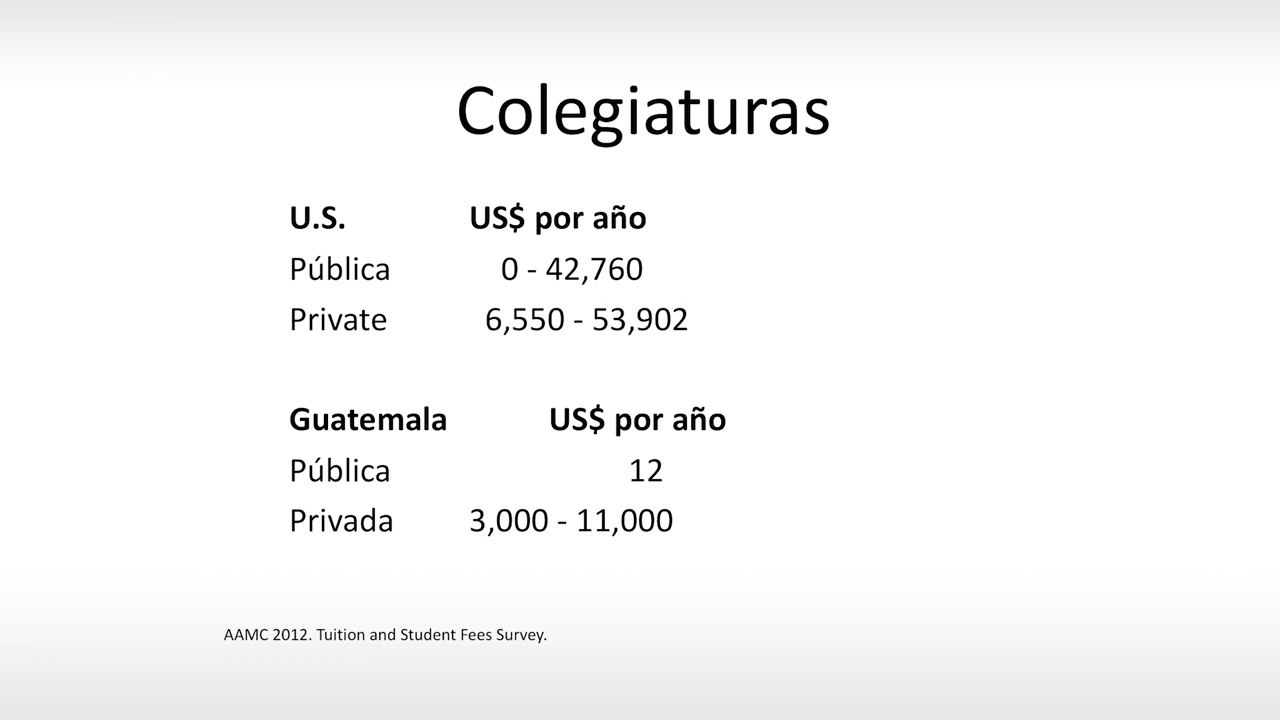 Colegiaturas
U.S. US$ por año
Pública 0 - 42,760
Private 6,550 - 53,902
Guatemala US$ por año
Pública 12
Privada 3,000 - 11,000
AAMC 2012. Tuition and Student Fees Survey.